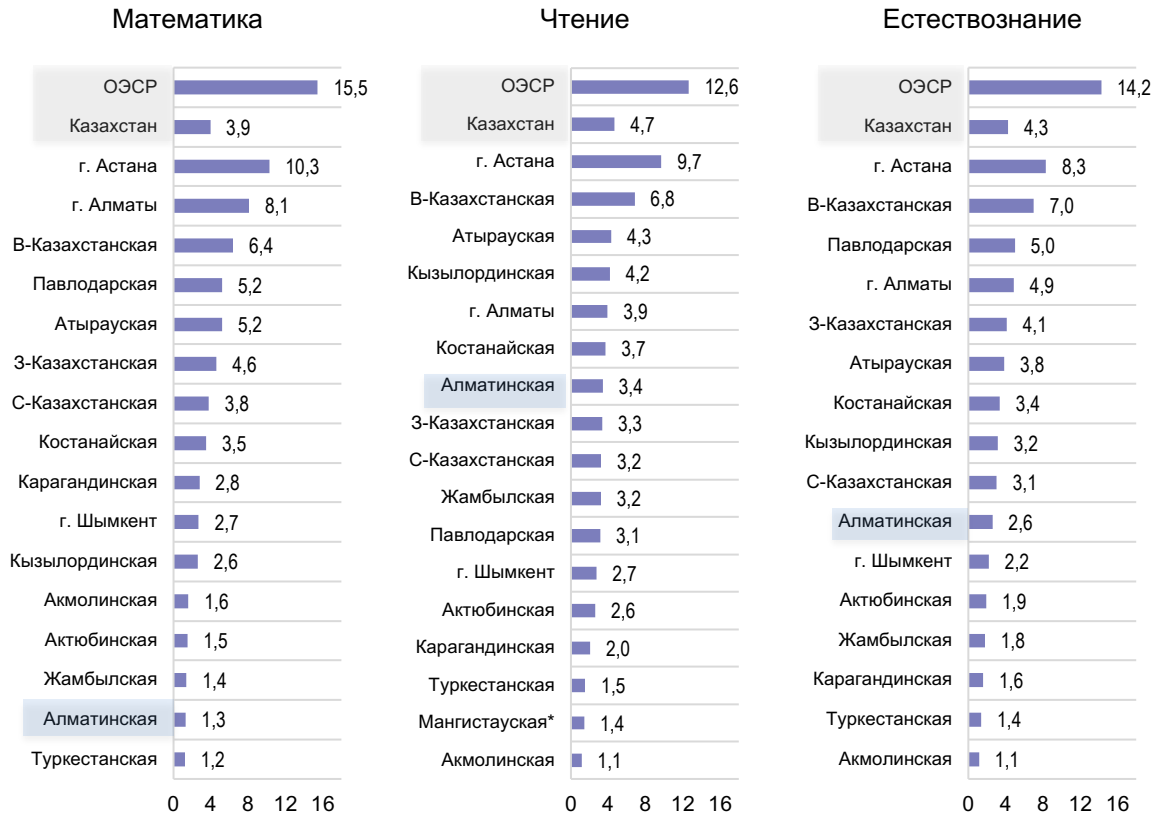 Математика
ОЭСР 15,5
Казахстан 3,9
г. Астана 10,3
г. Алматы 8,1
В-Казахстанская 6,4
Павлодарская 5,2
Атырауская 5,2
З-Казахстанская 4,6
С-Казахстанская 3,8
Костанайская 3,5
Карагандинская 2,8
г. Шымкент 2,7
Кызылординская 2,6
Акмолинская 1,6
Актюбинская 1,5
Жамбылская 1,4
Алматинская 1,3
Туркестанская 1,2
0 4 8 12 16
Чтение
ОЭСР 12,6
Казахстан 4,7
г. Астана 9,7
В-Казахстанская 6,8
Атырауская 4,3
Кызылординская 4,2
г. Алматы 3,9
Костанайская 3,7
Алматинская 3,4
З-Казахстанская 3,3
С-Казахстанская 3,2
Жамбылская 3,2
Павлодарская 3,1
г. Шымкент 2,7
Актюбинская 2,6
Карагандинская 2,0
Туркестанская 1,5
Мангистауская* 1,4
Акмолинская 1,1
0 4 8 12 16
Естествознание
ОЭСР 14,2
Казахстан 4,3
г. Астана 8,3
В-Казахстанская 7,0
Павлодарская 5,0
г. Алматы 4,9
З-Казахстанская 4,1
Атырауская 3,8
Костанайская 3,4
Кызылординская 3,2
С-Казахстанская 3,1
Алматинская 2,6
г. Шымкент 2,2
Актюбинская 1,9
Жамбылская 1,8
Карагандинская 1,6
Туркестанская 1,4
Акмолинская 1,1
0 4 8 12 16